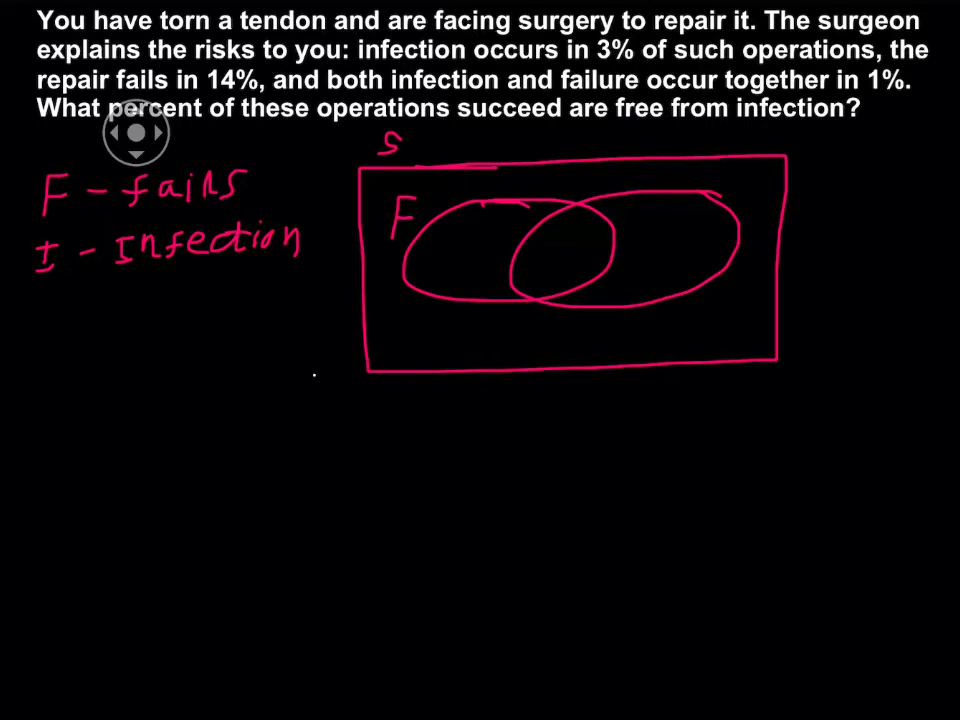 You have torn a tendon and are facing surgery to repair it. The surgeon
explains the risks to you: infection occurs in 3% of such operations, the
repair fails in 14%, and both infection and failure occur together in 1%.
What percent of these operations succeed are free from infection?
S
F - fails
F
I - Infection